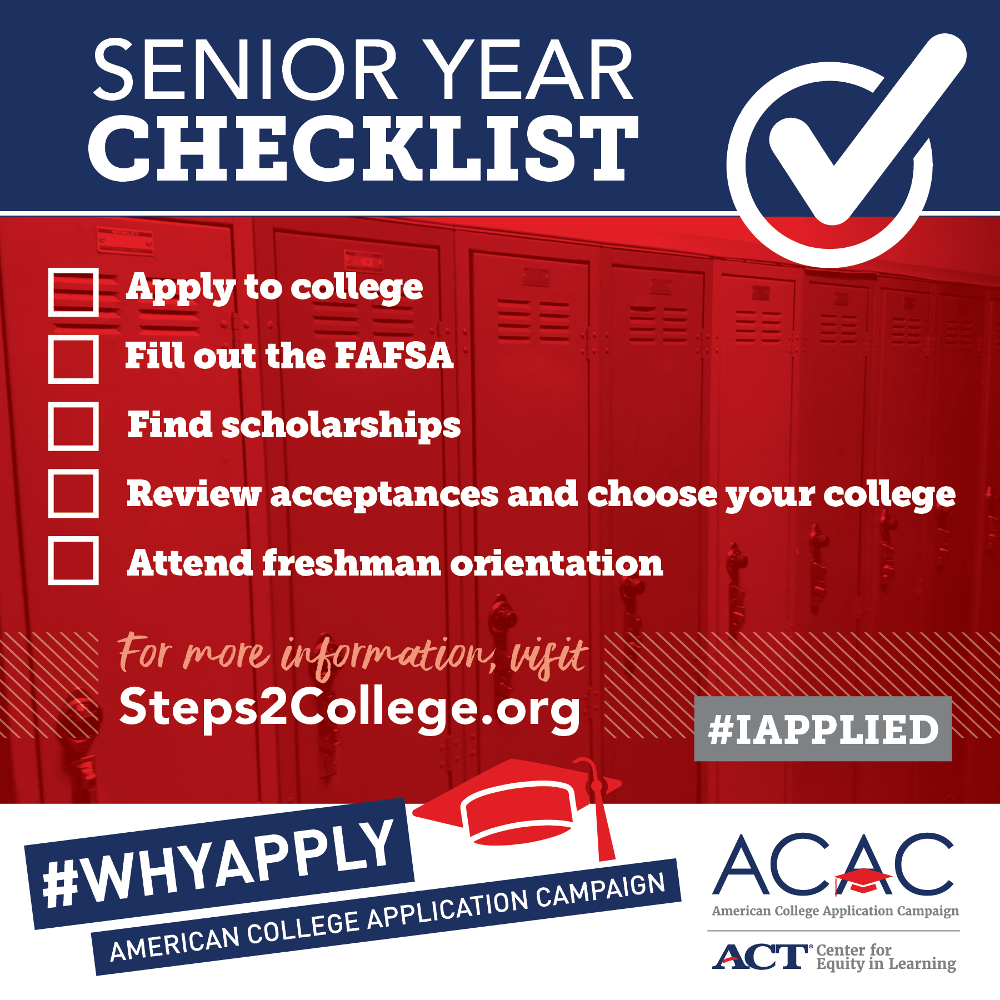 SENIOR YEAR
CHECKLIST
Apply to college
Fill out the FAFSA
Find scholarships
Review acceptances and choose your college
Attend freshman orientation
For more information, visit
Steps2College.org
#IAPPLIED
#WHYAPPLY
AMERICAN COLLEGE APPLICATION CAMPAIGN
ACAC
American College Application Campaign
ACT® Center for
Equity in Learning